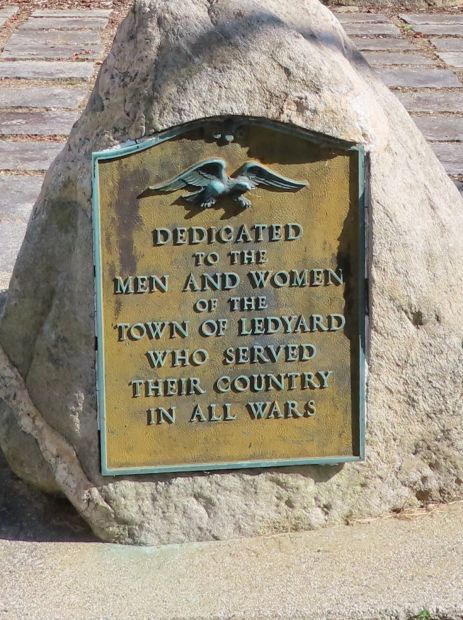 DEDICATED
TO THE
MEN AND WOMEN
OF THE
TOWN OF LEDYARD
WHO SERVED
THEIR COUNTRY
IN ALL WARS